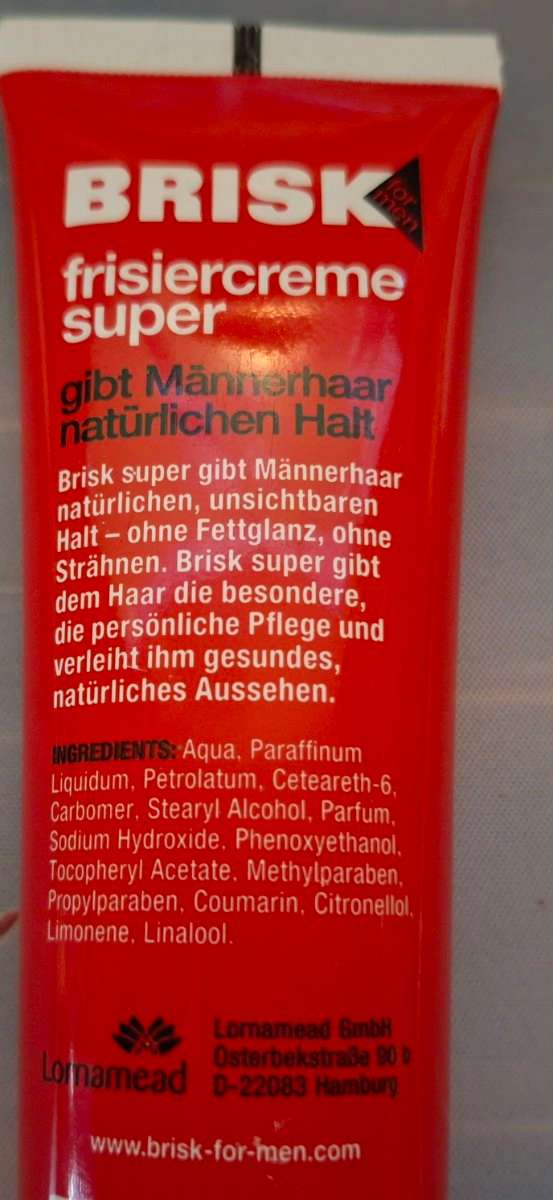 BRISK
for men
frisiercreme
super
gibt Männerhaar
natürlichen Halt
Brisk super gibt Männerhaar
natürlichen, unsichtbaren
Halt – ohne Fettglanz, ohne
Strähnen. Brisk super gibt
dem Haar die besondere,
die persönliche Pflege und
verleiht ihm gesundes,
natürliches Aussehen.
INGREDIENTS: Aqua, Paraffinum
Liquidum, Petrolatum, Ceteareth-6,
Carbomer, Stearyl Alcohol, Parfum,
Sodium Hydroxide, Phenoxyethanol,
Tocopheryl Acetate, Methylparaben,
Propylparaben, Coumarin, Citronellol,
Limonene, Linalool.
Lornamead
Lornamead GmbH
Osterbekstraße 90 b
D-22083 Hamburg
www.brisk-for-men.com